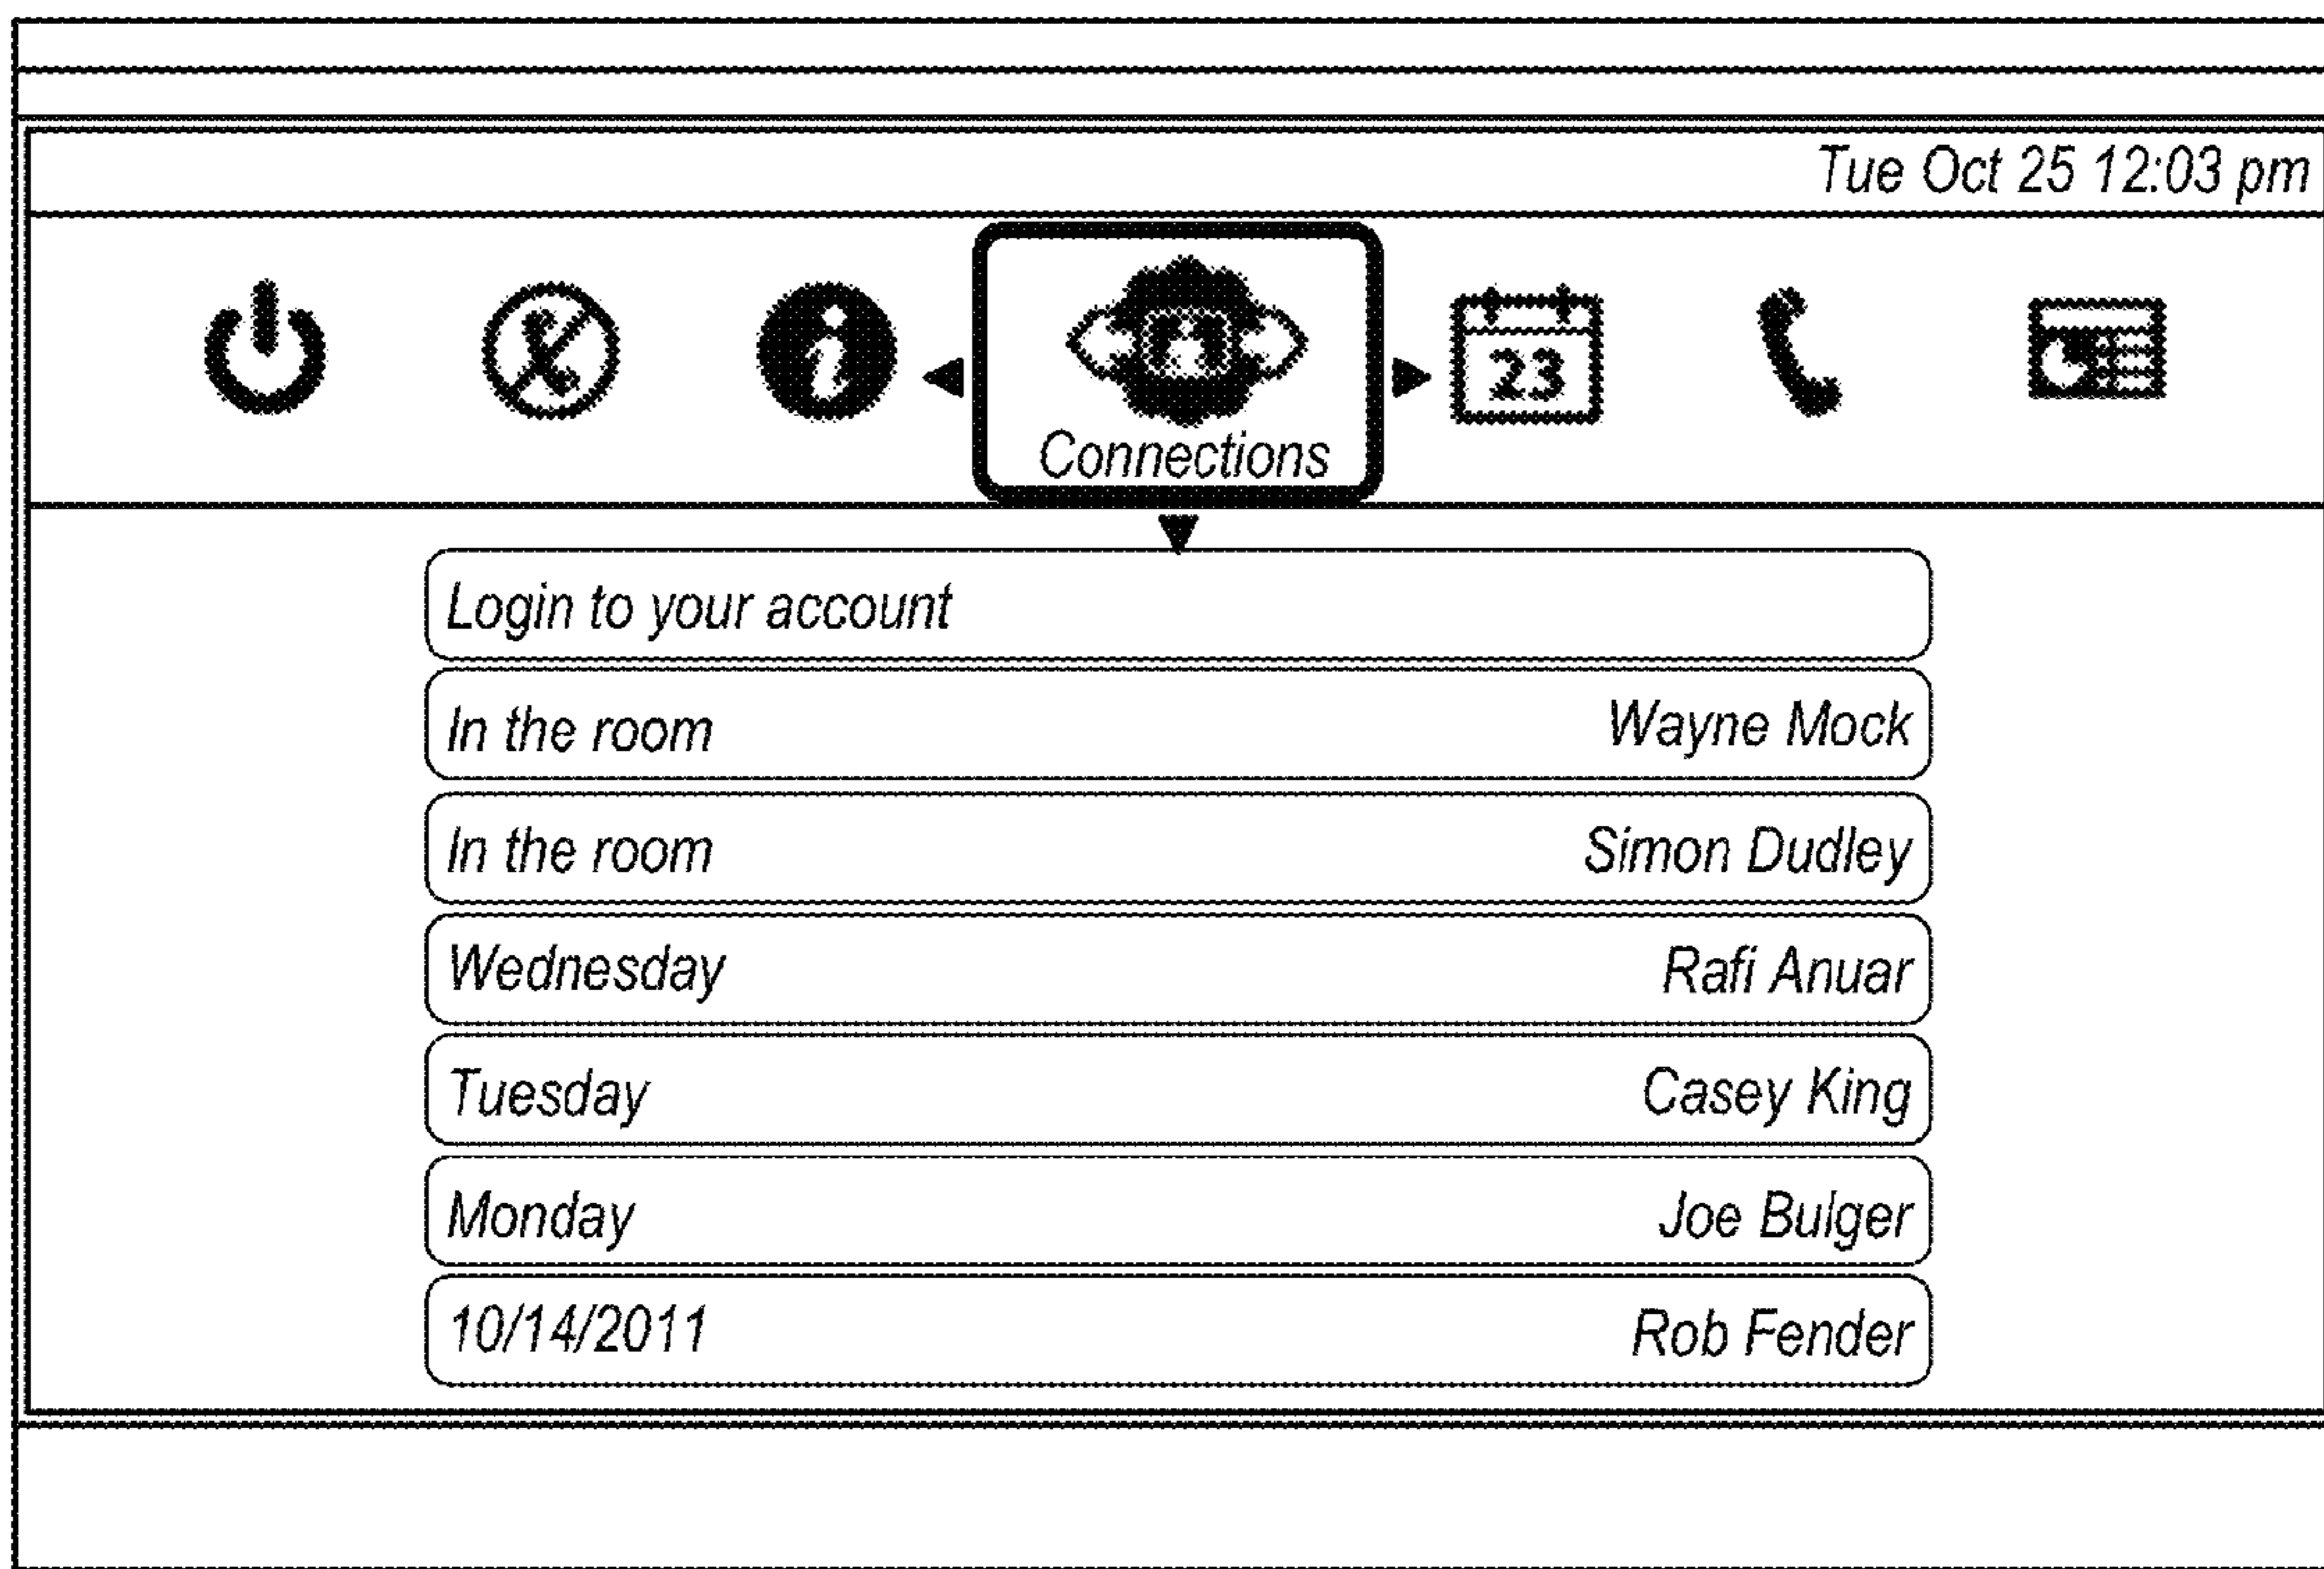 Tue Oct 25 12:03 pm
i
23
Connections
Login to your account
In the room Wayne Mock
In the room Simon Dudley
Wednesday Rafi Anuar
Tuesday Casey King
Monday Joe Bulger
10/14/2011 Rob Fender